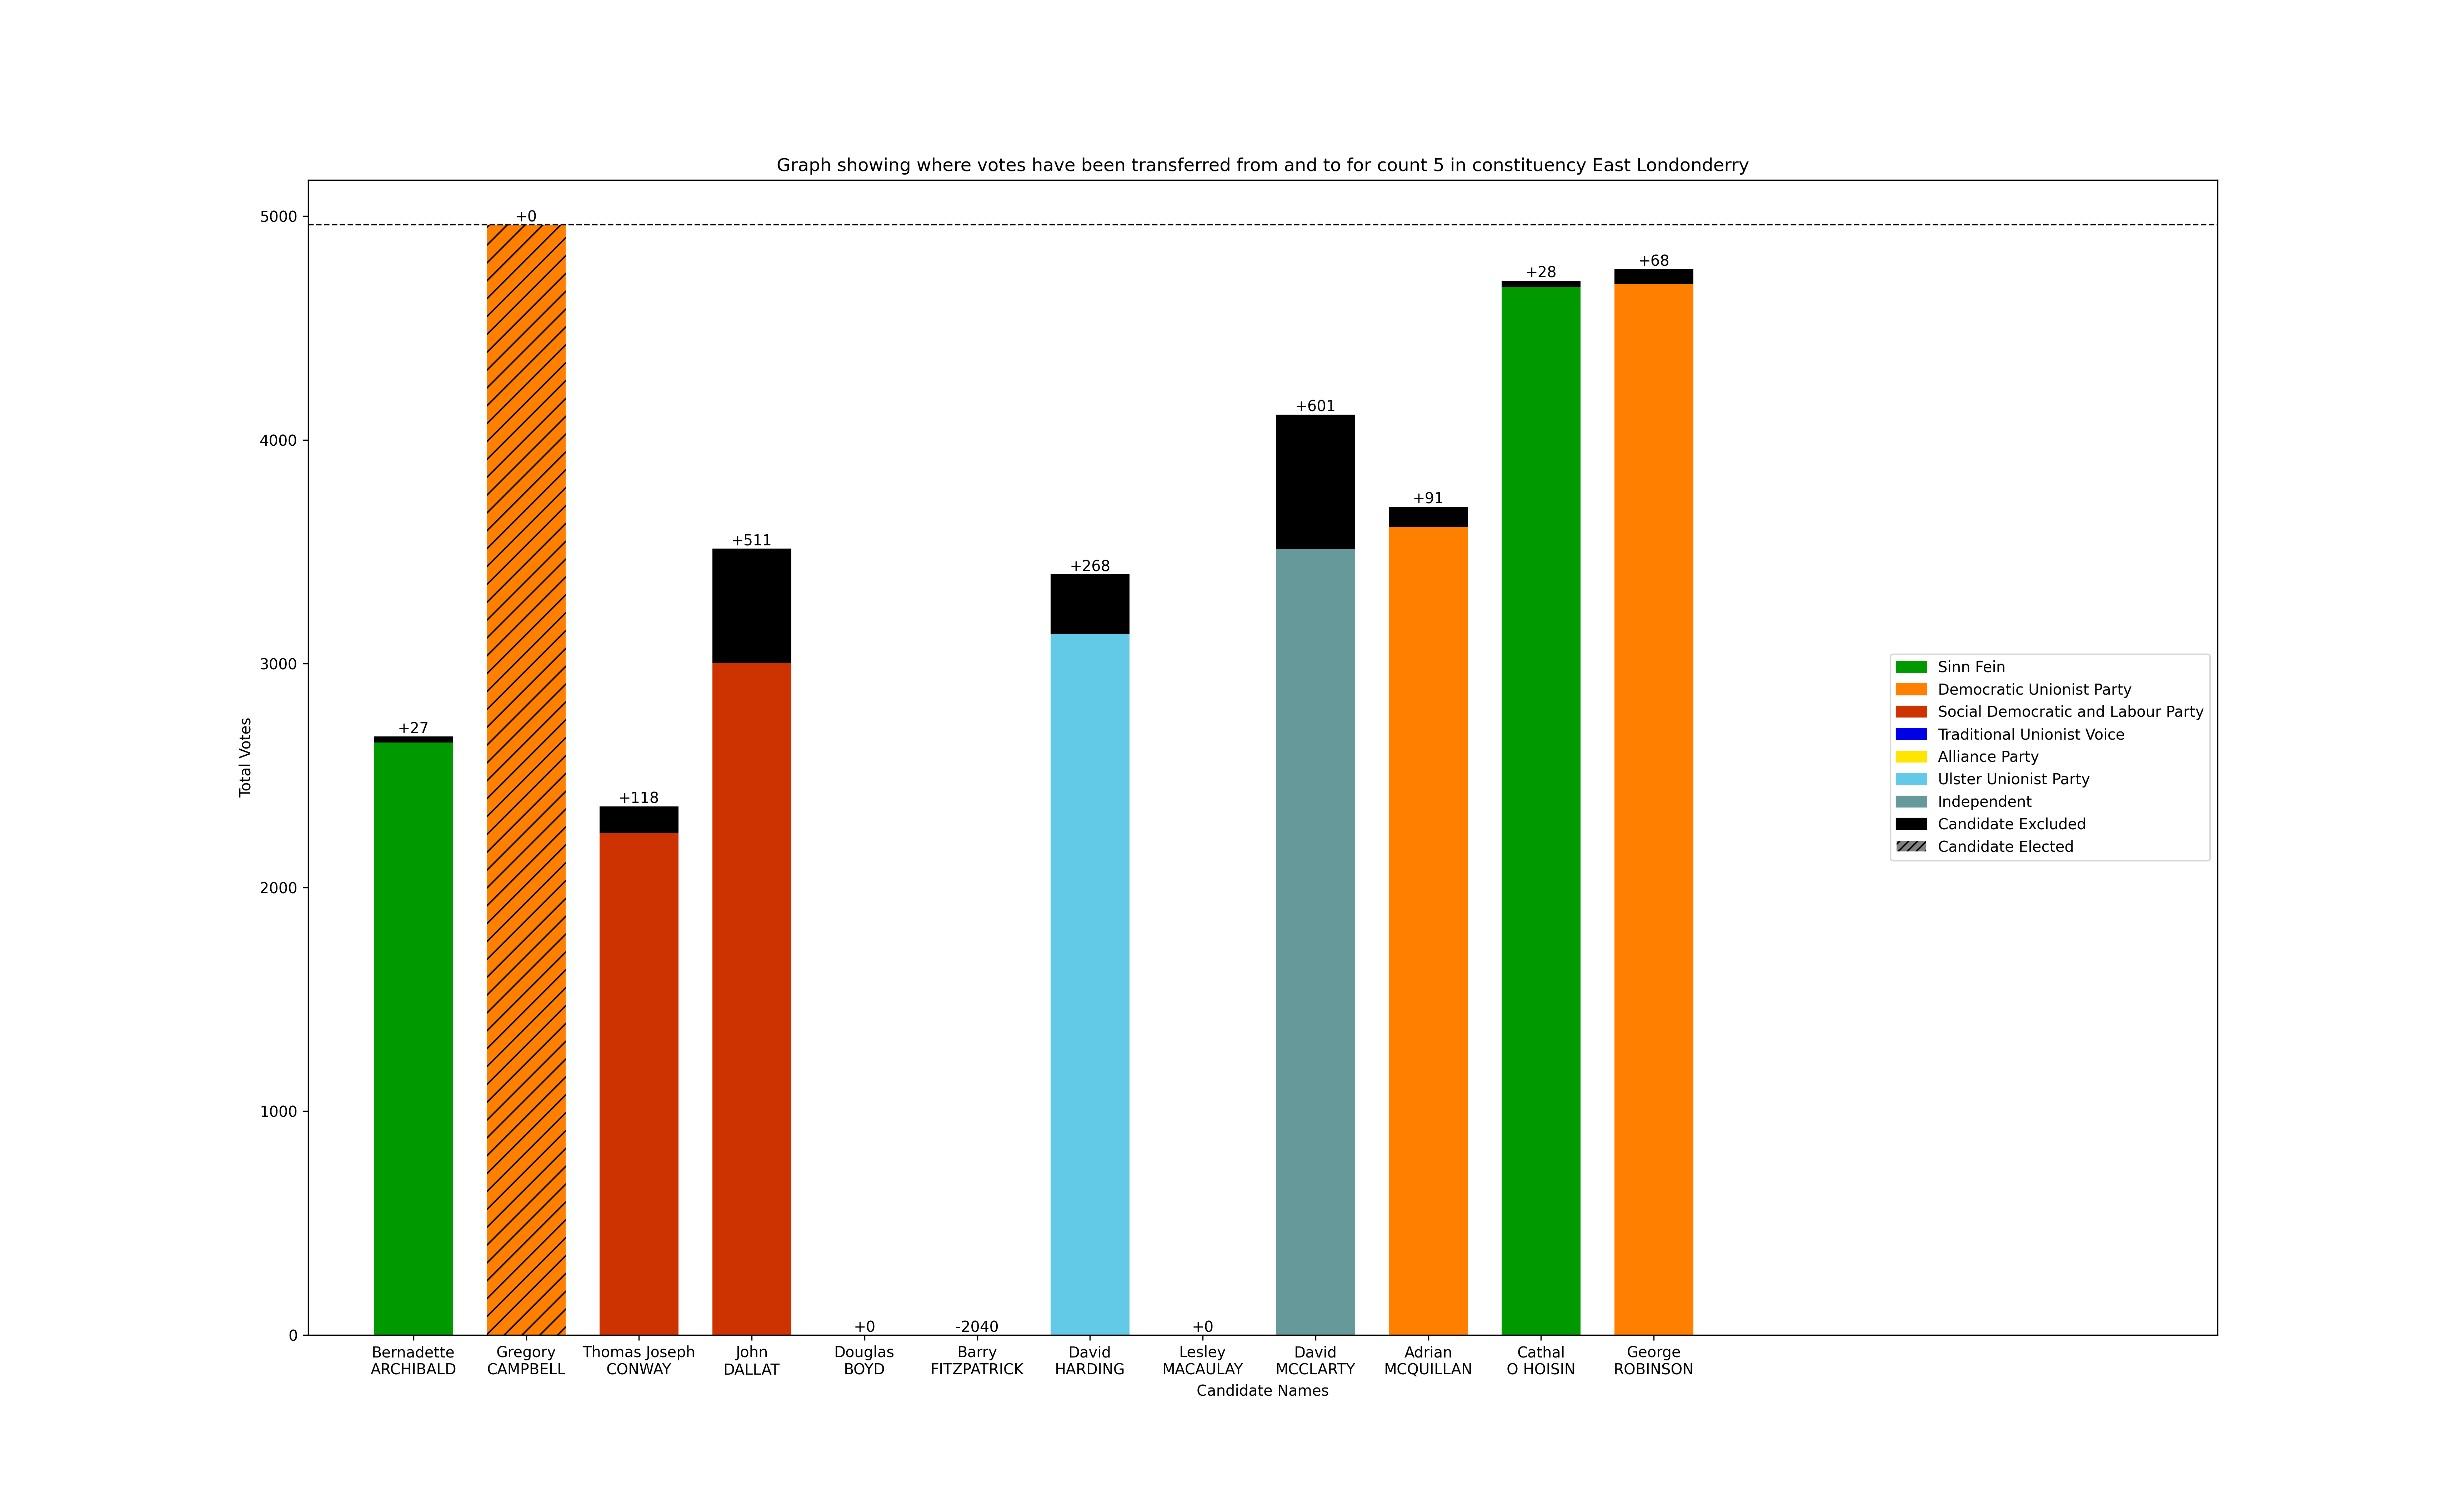 Graph showing where votes have been transferred from and to for count 5 in constituency East Londonderry
5000
4000
3000
2000
1000
0
Total Votes
+27
+0
+118
+511
+0
-2040
+268
+0
+601
+91
+28
+68
Bernadette
ARCHIBALD
Gregory
CAMPBELL
Thomas Joseph
CONWAY
John
DALLAT
Douglas
BOYD
Barry
FITZPATRICK
David
HARDING
Lesley
MACAULAY
David
MCCLARTY
Adrian
MCQUILLAN
Cathal
O HOISIN
George
ROBINSON
Candidate Names
Sinn Fein
Democratic Unionist Party
Social Democratic and Labour Party
Traditional Unionist Voice
Alliance Party
Ulster Unionist Party
Independent
Candidate Excluded
Candidate Elected